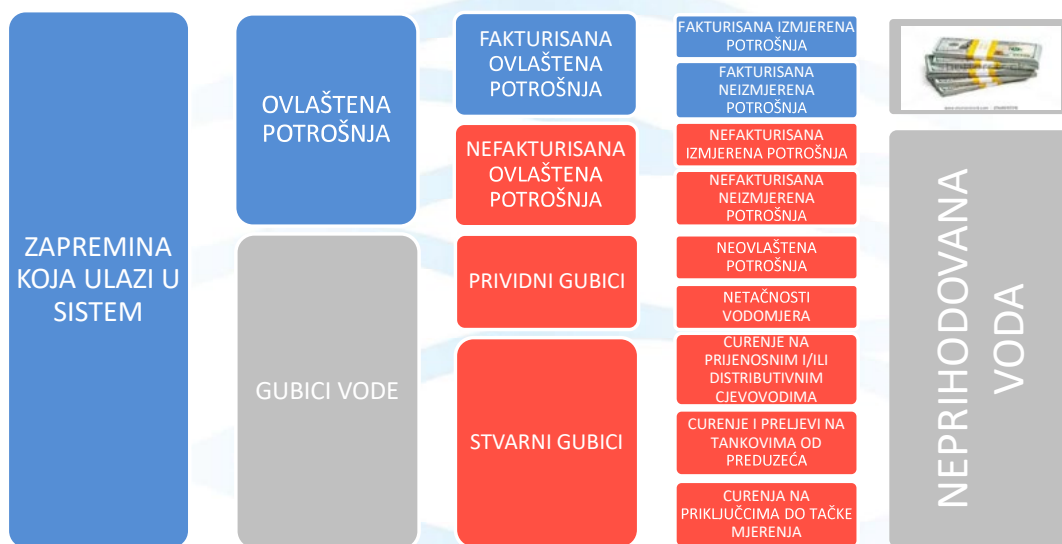 ZAPREMINA
KOJA ULAZI U
SISTEM
OVLAŠTENA
POTROŠNJA
GUBICI VODE
FAKTURISANA
OVLAŠTENA
POTROŠNJA
NEFAKTURISANA
OVLAŠTENA
POTROŠNJA
PRIVIDNI GUBICI
STVARNI GUBICI
FAKTURISANA IZMJERENA
POTROŠNJA
FAKTURISANA
NEIZMJERENA
POTROŠNJA
NEFAKTURISANA
IZMJERENA POTROŠNJA
NEFAKTURISANA
NEIZMJERENA
POTROŠNJA
NEOVLAŠTENA
POTROŠNJA
NETAČNOSTI
VODOMJERA
CURENJE NA
PRIJENOSNIM I/ILI
DISTRIBUTIVNIM
CJEVOVODIMA
CURENJE I PRELJEVI NA
TANKOVIMA OD
PREDUZEĆA
CURENJA NA
PRIKLJUČCIMA DO TAČKE
MJERENJA
NEPRIHODOVANA
VODA